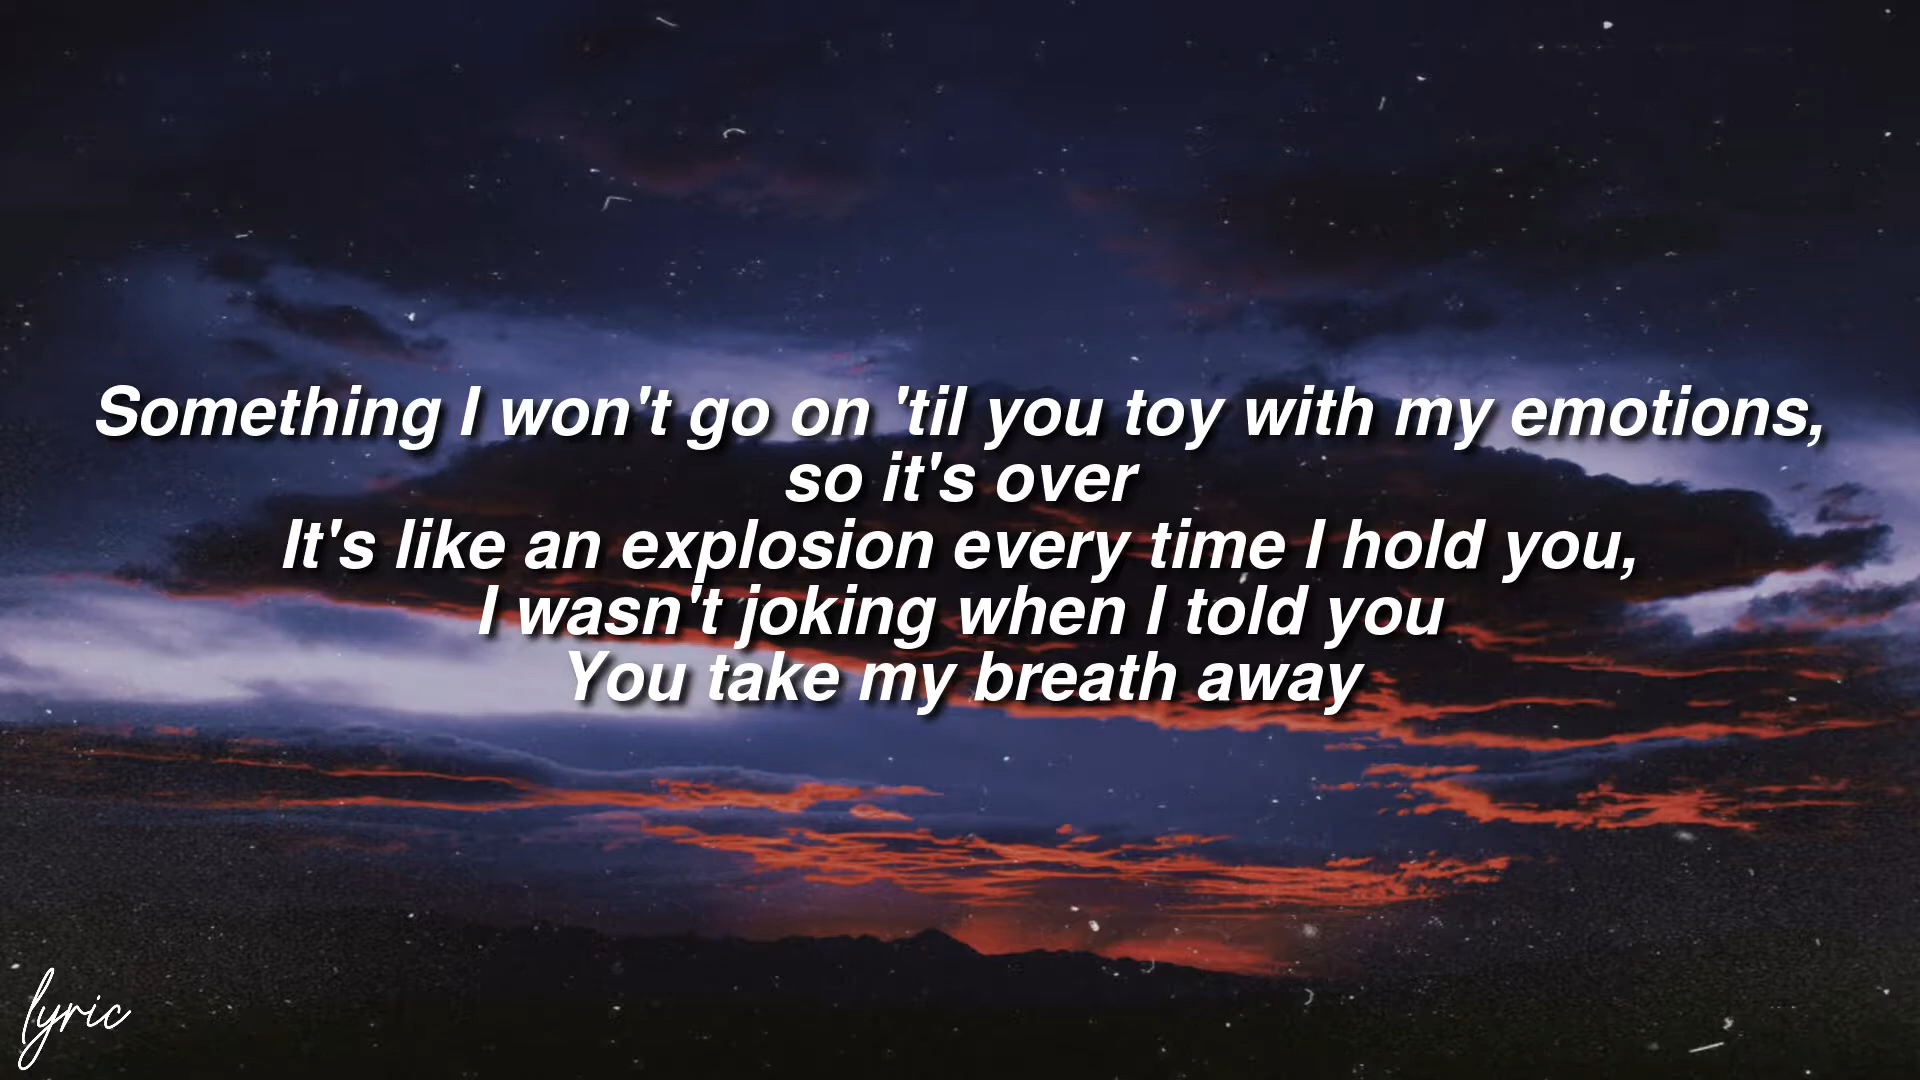 Something I won't go on 'til you toy with my emotions,
so it's over
It's like an explosion every time I hold you,
I wasn't joking when I told you
You take my breath away
lyric